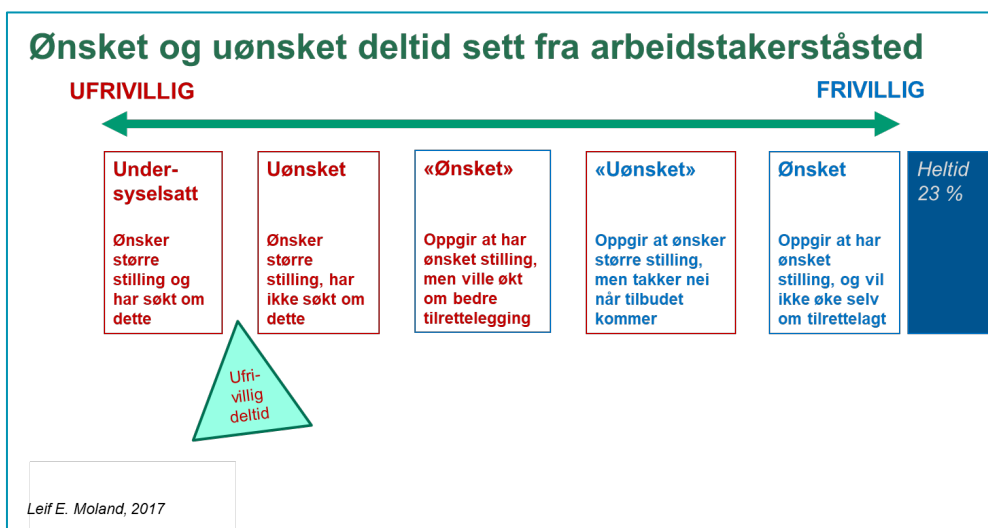 Ønsket og uønsket deltid sett fra arbeidstakerståsted
UFRIVILLIG
FRIVILLIG
Under-
syselsatt
Ønsker
større
stilling og
har søkt om
dette
Uønsket
Ønsker
større
stilling, har
ikke søkt om
dette
«Ønsket»
Oppgir at har
ønsket stilling,
men ville økt
om bedre
tilrettelegging
«Uønsket»
Oppgir at ønsker
større stilling,
men takker nei
når tilbudet
kommer
Ønsket
Oppgir at har
ønsket
stilling, og vil
ikke øke selv
om tilrettelagt
Heltid
23 %
Ufri-
villig
deltid
Leif E. Moland, 2017